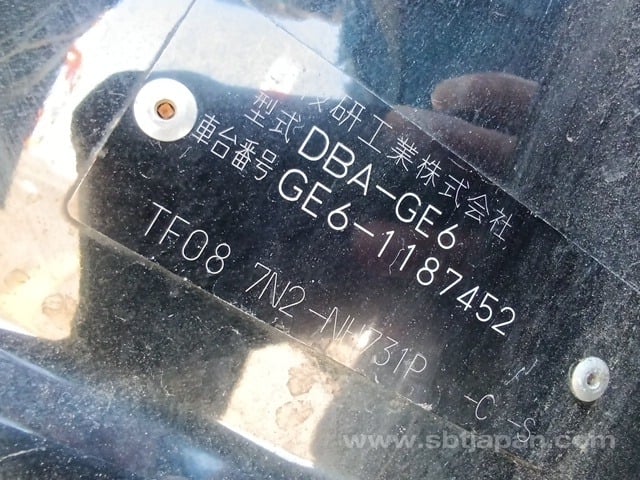 技研工業株式会社
型式 DBA-GE6
車台番号 GE6-1187452
TF08 7N2-NH731P -C-S
www.sbtjapan.com